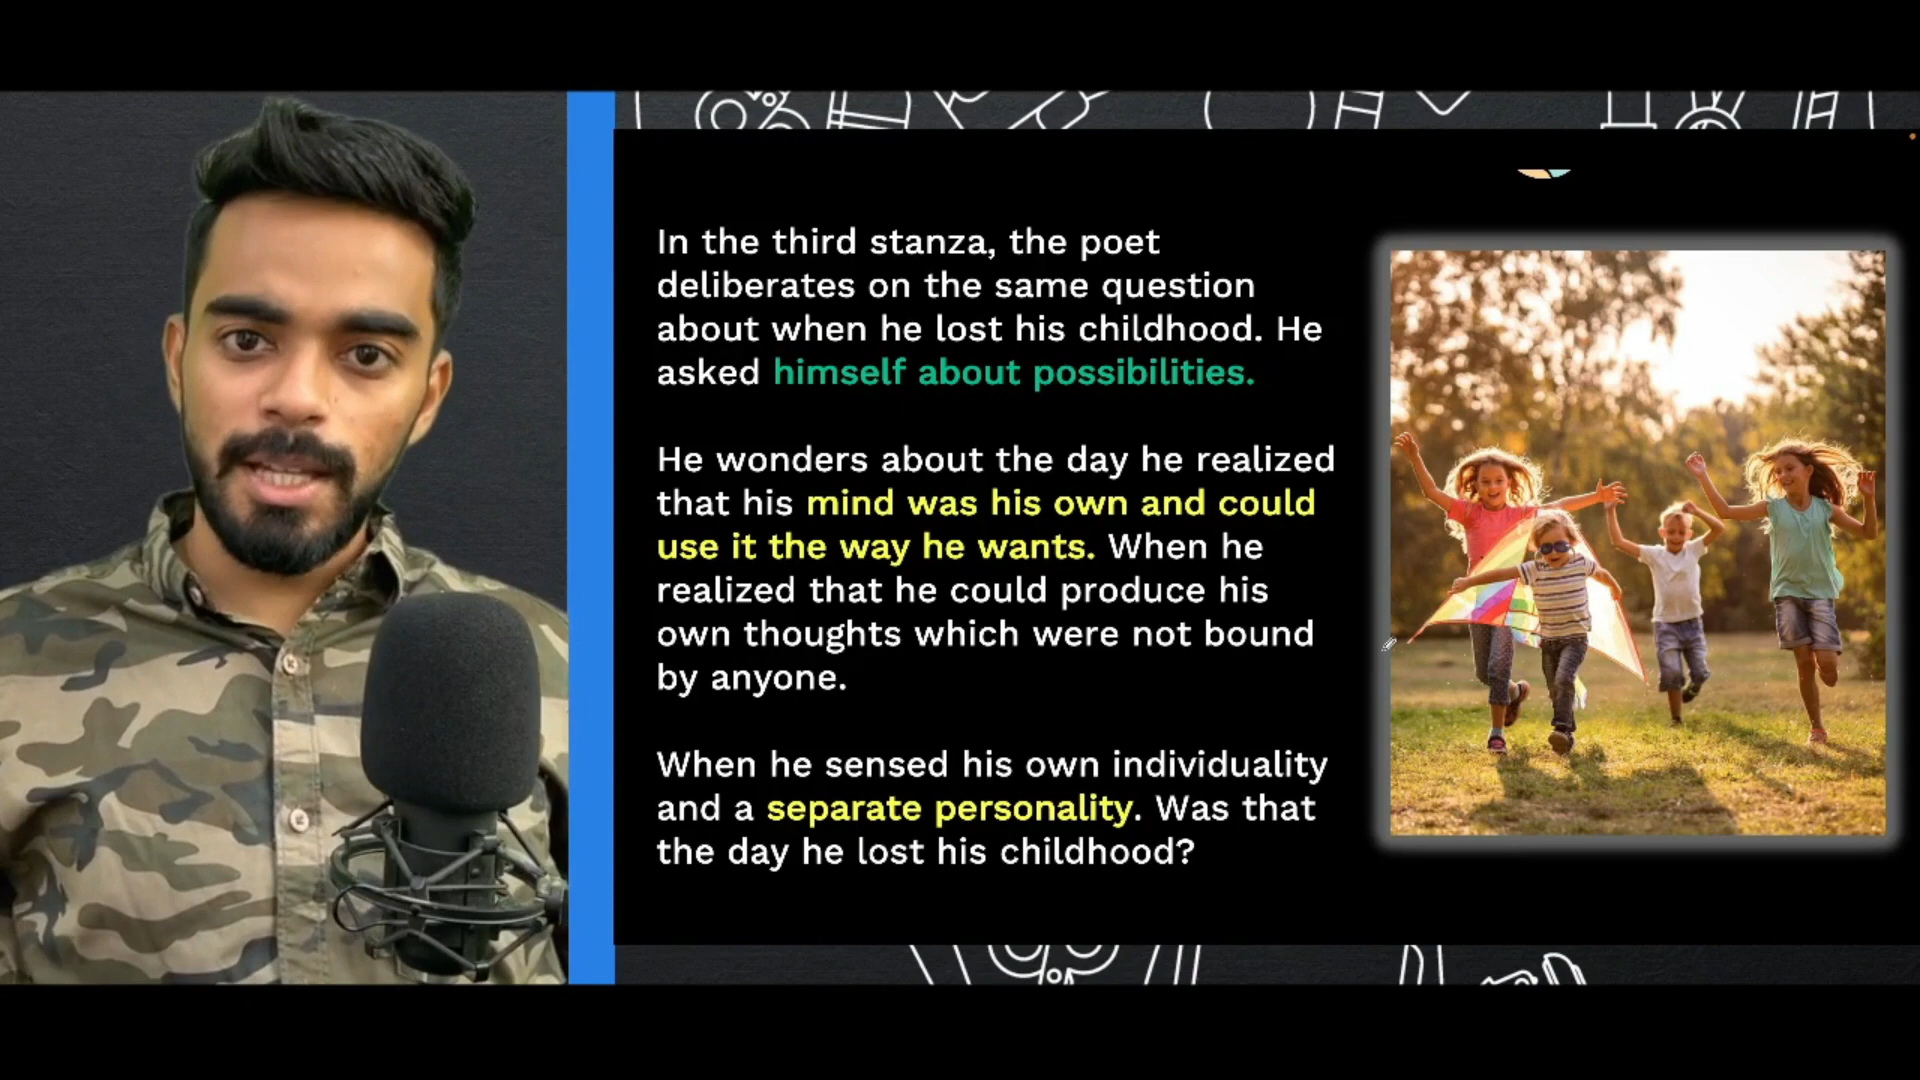 In the third stanza, the poet
deliberates on the same question
about when he lost his childhood. He
asked himself about possibilities.
He wonders about the day he realized
that his mind was his own and could
use it the way he wants. When he
realized that he could produce his
own thoughts which were not bound
by anyone.
When he sensed his own individuality
and a separate personality. Was that
the day he lost his childhood?